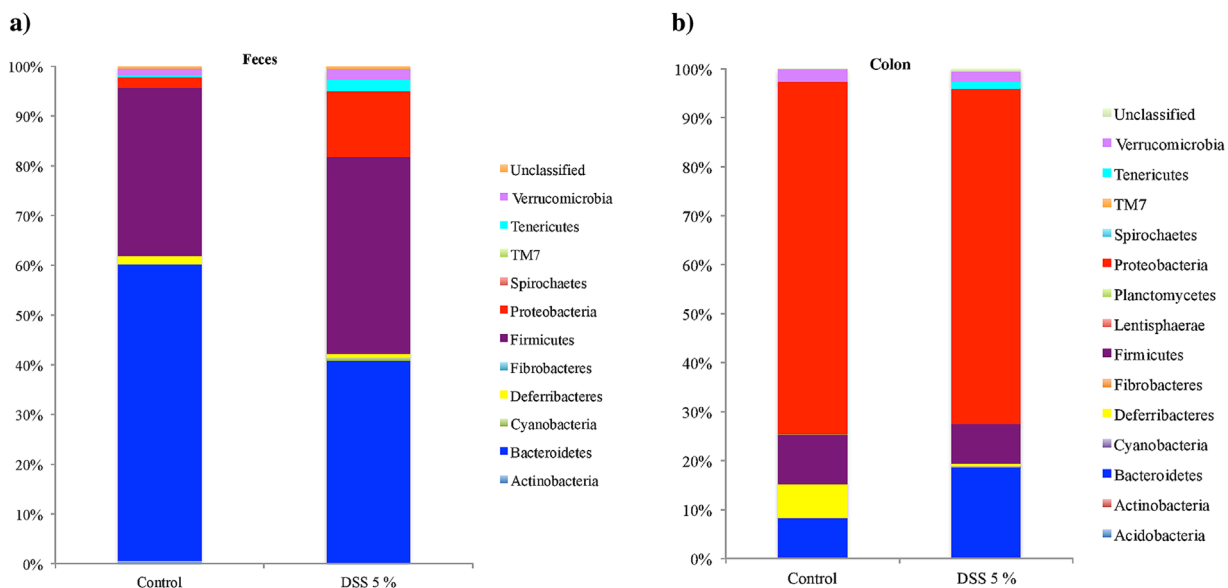 a)
Feces
100%
90%
80%
70%
60%
50%
40%
30%
20%
10%
0%
Control
DSS 5 %
Unclassified
Verrucomicrobia
Tenericutes
TM7
Spirochaetes
Proteobacteria
Firmicutes
Fibrobacteres
Deferribacteres
Cyanobacteria
Bacteroidetes
Actinobacteria
b)
Colon
100%
90%
80%
70%
60%
50%
40%
30%
20%
10%
0%
Control
DSS 5 %
Unclassified
Verrucomicrobia
Tenericutes
TM7
Spirochaetes
Proteobacteria
Planctomycetes
Lentisphaerae
Firmicutes
Fibrobacteres
Deferribacteres
Cyanobacteria
Bacteroidetes
Actinobacteria
Acidobacteria